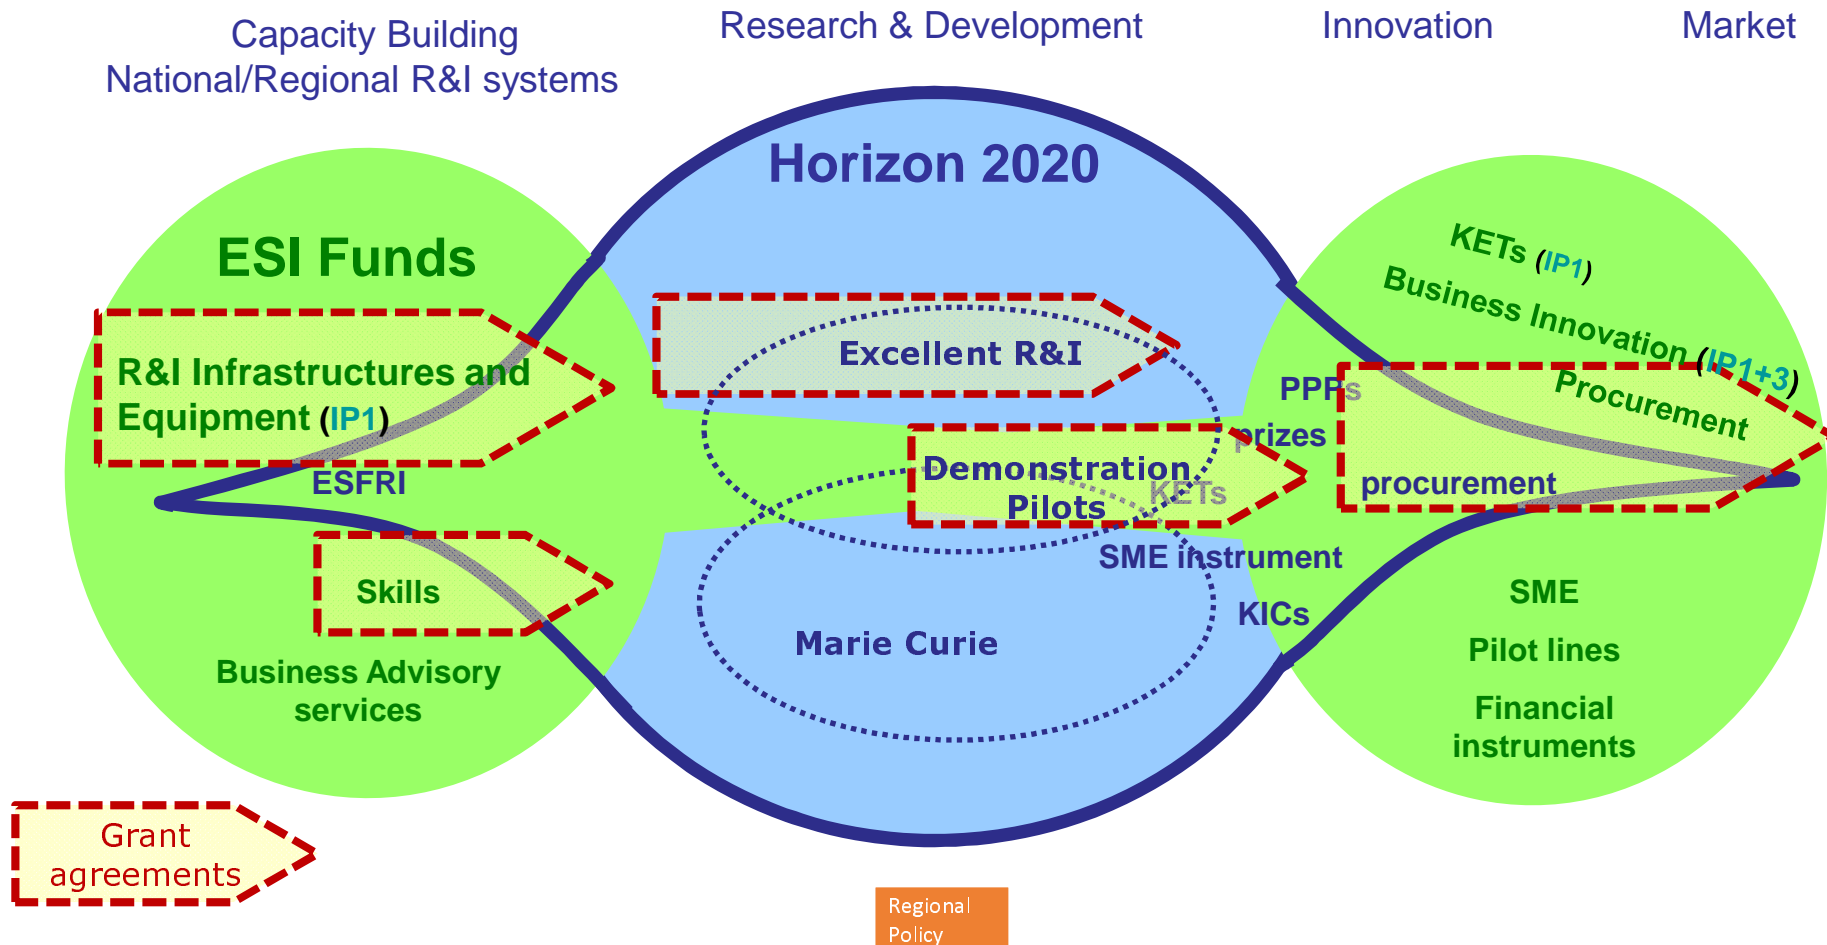 Capacity Building
National/Regional R&I systems
Research & Development
Innovation
Market
Horizon 2020
ESI Funds
R&I Infrastructures and
Equipment (IP1)
ESFRI
Skills
Business Advisory
services
Excellent R&I
Demonstration
Pilots
KETs
Marie Curie
PPPs
prizes
SME instrument
KICs
KETs (IP1)
Business Innovation (IP1+3)
Procurement
procurement
SME
Pilot lines
Financial
instruments
Grant
agreements
Regional
Policy